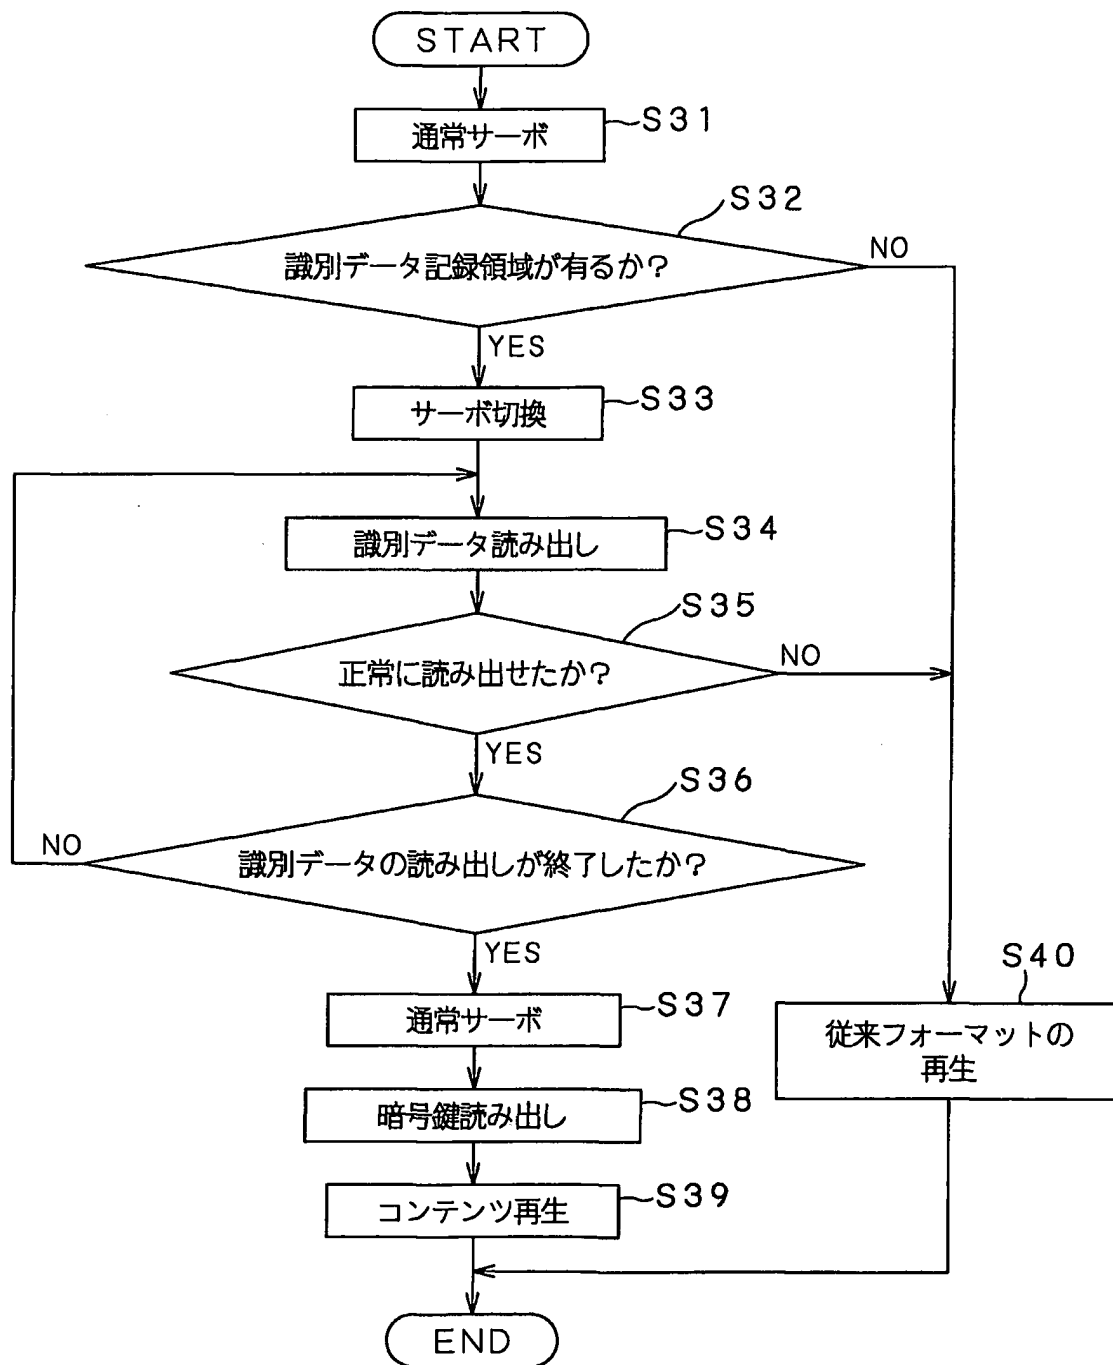 START
通常サーボ
S31
識別データ記録領域が有るか?
S32
NO
YES
サーボ切換
S33
識別データ読み出し
S34
正常に読み出せたか?
S35
NO
YES
識別データの読み出しが終了したか?
S36
NO
YES
通常サーボ
S37
暗号鍵読み出し
S38
コンテンツ再生
S39
S40
従来フォーマットの
再生
END